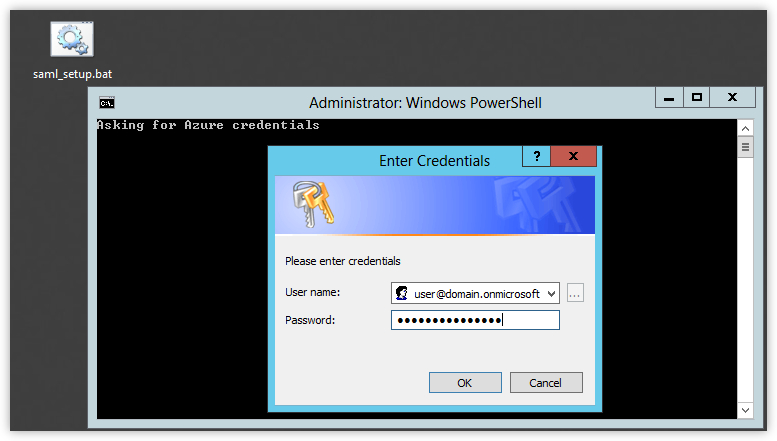 saml_setup.bat
Administrator: Windows PowerShell
Asking for Azure credentials
Enter Credentials
Please enter credentials
User name:
user@domain.onmicrosoft
Password:
●●●●●●●●●●●●●●●
OK
Cancel